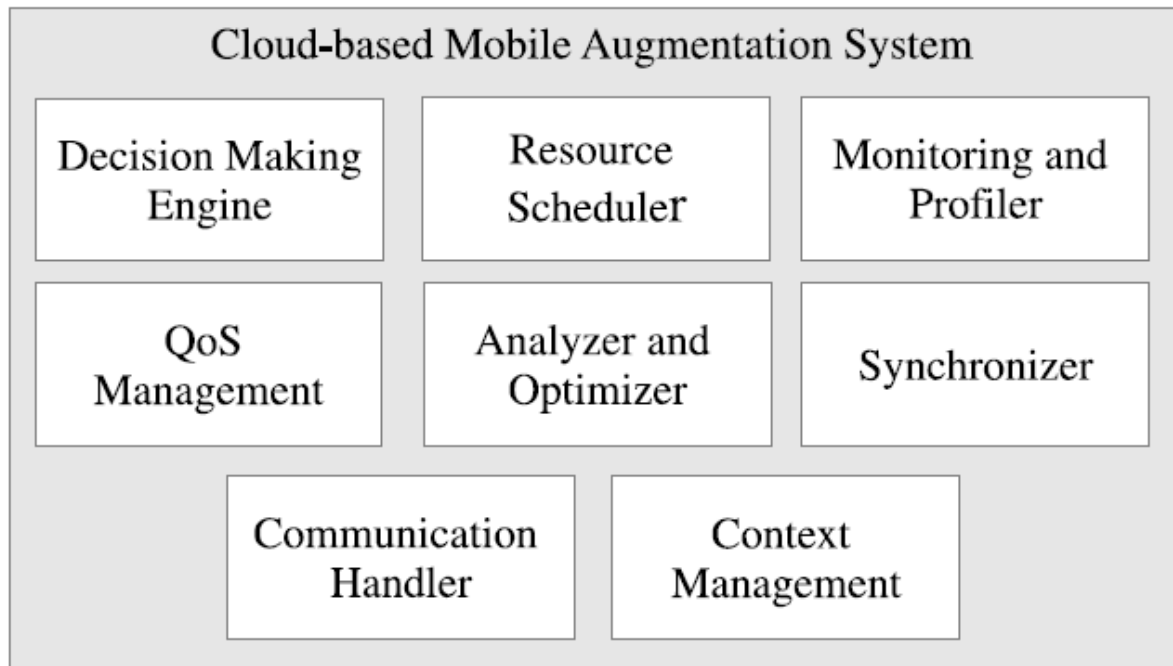 Cloud-based Mobile Augmentation System
Decision Making
Engine
Resource
Scheduler
Monitoring and
Profiler
QoS
Management
Analyzer and
Optimizer
Synchronizer
Communication
Handler
Context
Management